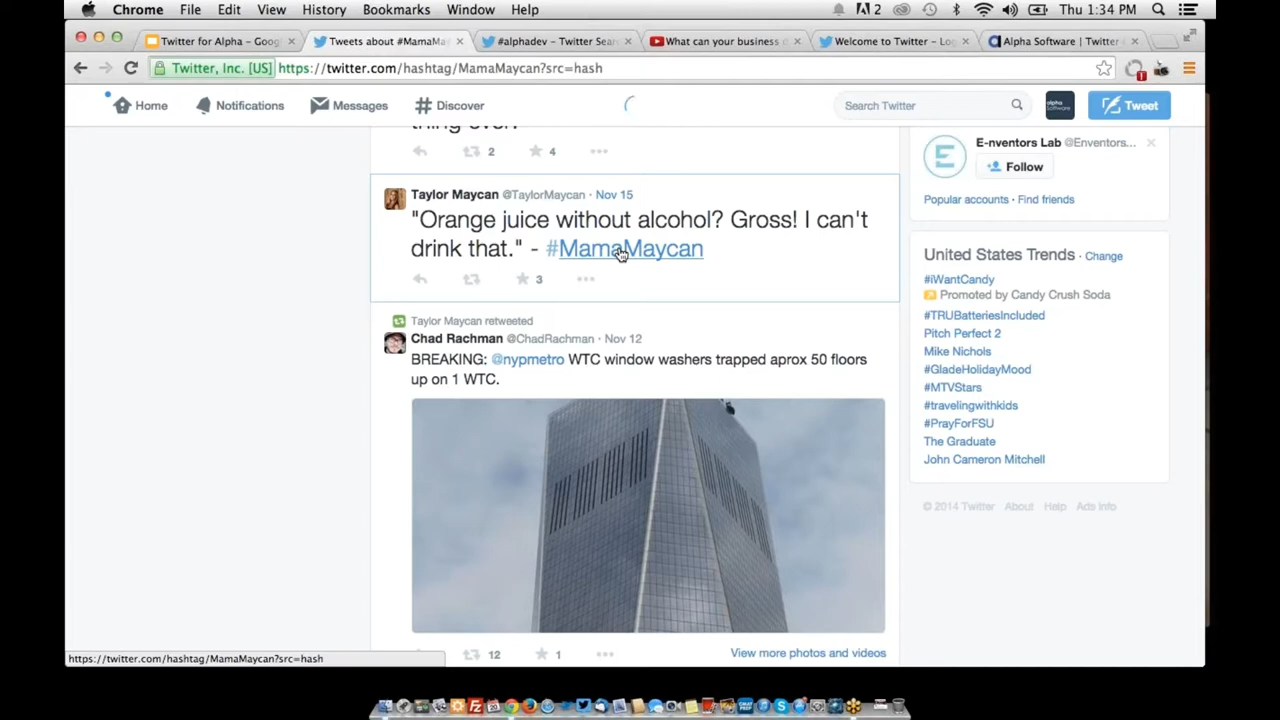 Chrome File Edit View History Bookmarks Window Help 2 Thu 1:34 PM
Twitter for Alpha – Goog Tweets about #MamaMa #alphadev – Twitter Sear What can your business d Welcome to Twitter – Log Alpha Software | Twitter
Twitter, Inc. [US] https://twitter.com/hashtag/MamaMaycan?src=hash
Home Notifications Messages Discover Search Twitter Tweet
thing ever.
2 4
Taylor Maycan @TaylorMaycan · Nov 15
"Orange juice without alcohol? Gross! I can't
drink that." - #MamaMaycan
3
Taylor Maycan retweeted
Chad Rachman @ChadRachman · Nov 12
BREAKING: @nypmetro WTC window washers trapped aprox 50 floors
up on 1 WTC.
12 1
View more photos and videos
E-nventors Lab @Enventors...
Follow
Popular accounts · Find friends
United States Trends · Change
#iWantCandy
Promoted by Candy Crush Soda
#TRUBatteriesIncluded
Pitch Perfect 2
Mike Nichols
#GladeHolidayMood
#MTVStars
#travelingwithkids
#PrayForFSU
The Graduate
John Cameron Mitchell
© 2014 Twitter About Help Ads info
https://twitter.com/hashtag/MamaMaycan?src=hash